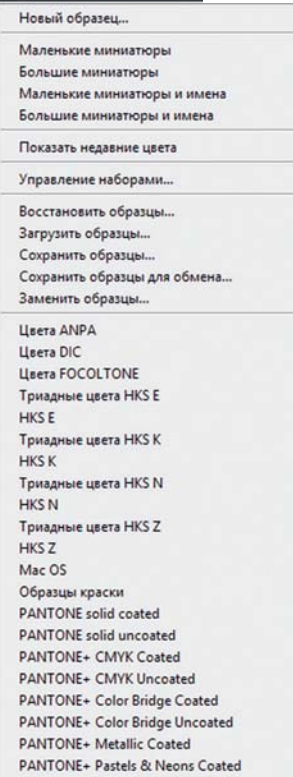 Новый образец...
Маленькие миниатюры
Большие миниатюры
Маленькие миниатюры и имена
Большие миниатюры и имена
Показать недавние цвета
Управление наборами...
Восстановить образцы...
Загрузить образцы...
Сохранить образцы...
Сохранить образцы для обмена...
Заменить образцы...
Цвета ANPA
Цвета DIC
Цвета FOCOLTONE
Триадные цвета HKS E
HKS E
Триадные цвета HKS K
HKS K
Триадные цвета HKS N
HKS N
Триадные цвета HKS Z
HKS Z
Mac OS
Образцы краски
PANTONE solid coated
PANTONE solid uncoated
PANTONE+ CMYK Coated
PANTONE+ CMYK Uncoated
PANTONE+ Color Bridge Coated
PANTONE+ Color Bridge Uncoated
PANTONE+ Metallic Coated
PANTONE+ Pastels & Neons Coated